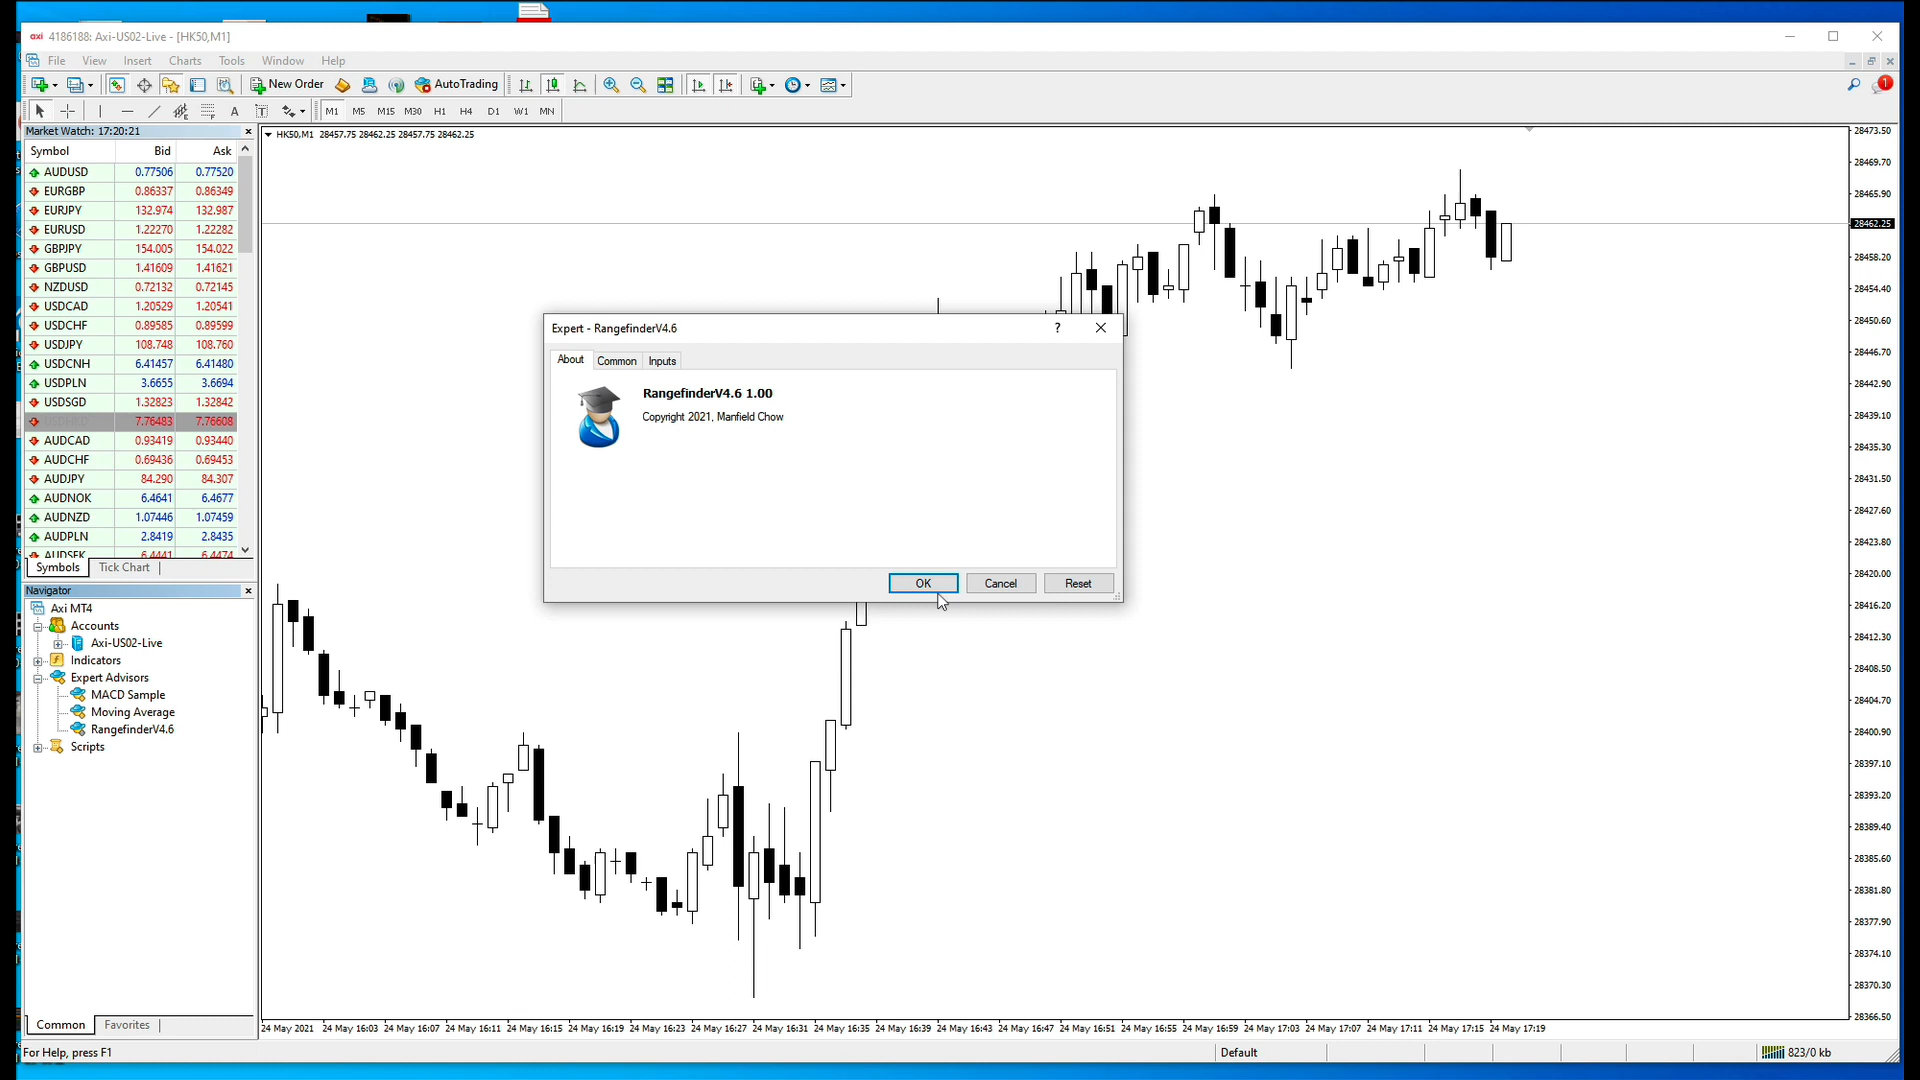 axi 4186188: Axi-US02-Live - [HK50,M1]
File View Insert Charts Tools Window Help
New Order AutoTrading
1
A T M1 M5 M15 M30 H1 H4 D1 W1 MN
Market Watch: 17:20:21
Symbol Bid Ask
AUDUSD 0.77506 0.77520
EURGBP 0.86337 0.86349
EURJPY 132.974 132.987
EURUSD 1.22270 1.22282
GBPJPY 154.005 154.022
GBPUSD 1.41609 1.41621
NZDUSD 0.72132 0.72145
USDCAD 1.20529 1.20541
USDCHF 0.89585 0.89599
USDJPY 108.748 108.760
USDCNH 6.41457 6.41480
USDPLN 3.6655 3.6694
USDSGD 1.32823 1.32842
USDHKD 7.76483 7.76608
AUDCAD 0.93419 0.93440
AUDCHF 0.69436 0.69453
AUDJPY 84.290 84.307
AUDNOK 6.4641 6.4677
AUDNZD 1.07446 1.07459
AUDPLN 2.8419 2.8435
AUDSEK 6.4441 6.4474
Symbols Tick Chart
Navigator
Axi MT4
Accounts
Axi-US02-Live
Indicators
Expert Advisors
MACD Sample
Moving Average
RangefinderV4.6
Scripts
Common Favorites
HK50,M1 28457.75 28462.25 28457.75 28462.25
Expert - RangefinderV4.6
?
About Common Inputs
RangefinderV4.6 1.00
Copyright 2021, Manfield Chow
OK Cancel Reset
28473.50
28469.70
28465.90
28462.25
28458.20
28454.40
28450.60
28446.70
28442.90
28439.10
28435.30
28431.50
28427.60
28423.80
28420.00
28416.20
28412.30
28408.50
28404.70
28400.90
28397.10
28393.20
28389.40
28385.60
28381.80
28377.90
28374.10
28370.30
28366.50
24 May 2021 24 May 16:03 24 May 16:07 24 May 16:11 24 May 16:15 24 May 16:19 24 May 16:23 24 May 16:27 24 May 16:31 24 May 16:35 24 May 16:39 24 May 16:43 24 May 16:47 24 May 16:51 24 May 16:55 24 May 16:59 24 May 17:03 24 May 17:07 24 May 17:11 24 May 17:15 24 May 17:19
For Help, press F1 Default 823/0 kb